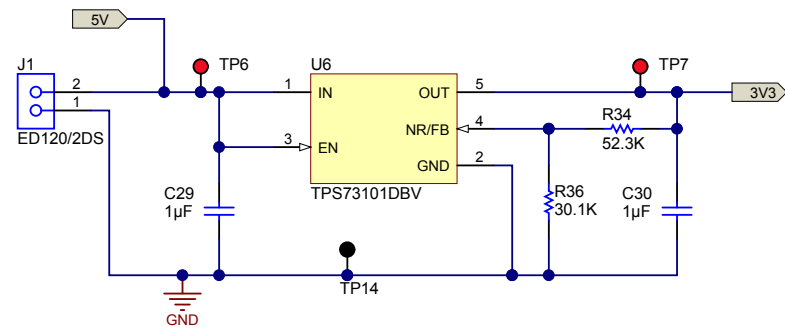 5V
J1
2
1
ED120/2DS
TP6
U6
1
IN
OUT
5
3
EN
NR/FB
4
GND
2
TPS73101DBV
TP7
3V3
R34
52.3K
C29
1µF
R36
30.1K
C30
1µF
TP14
GND